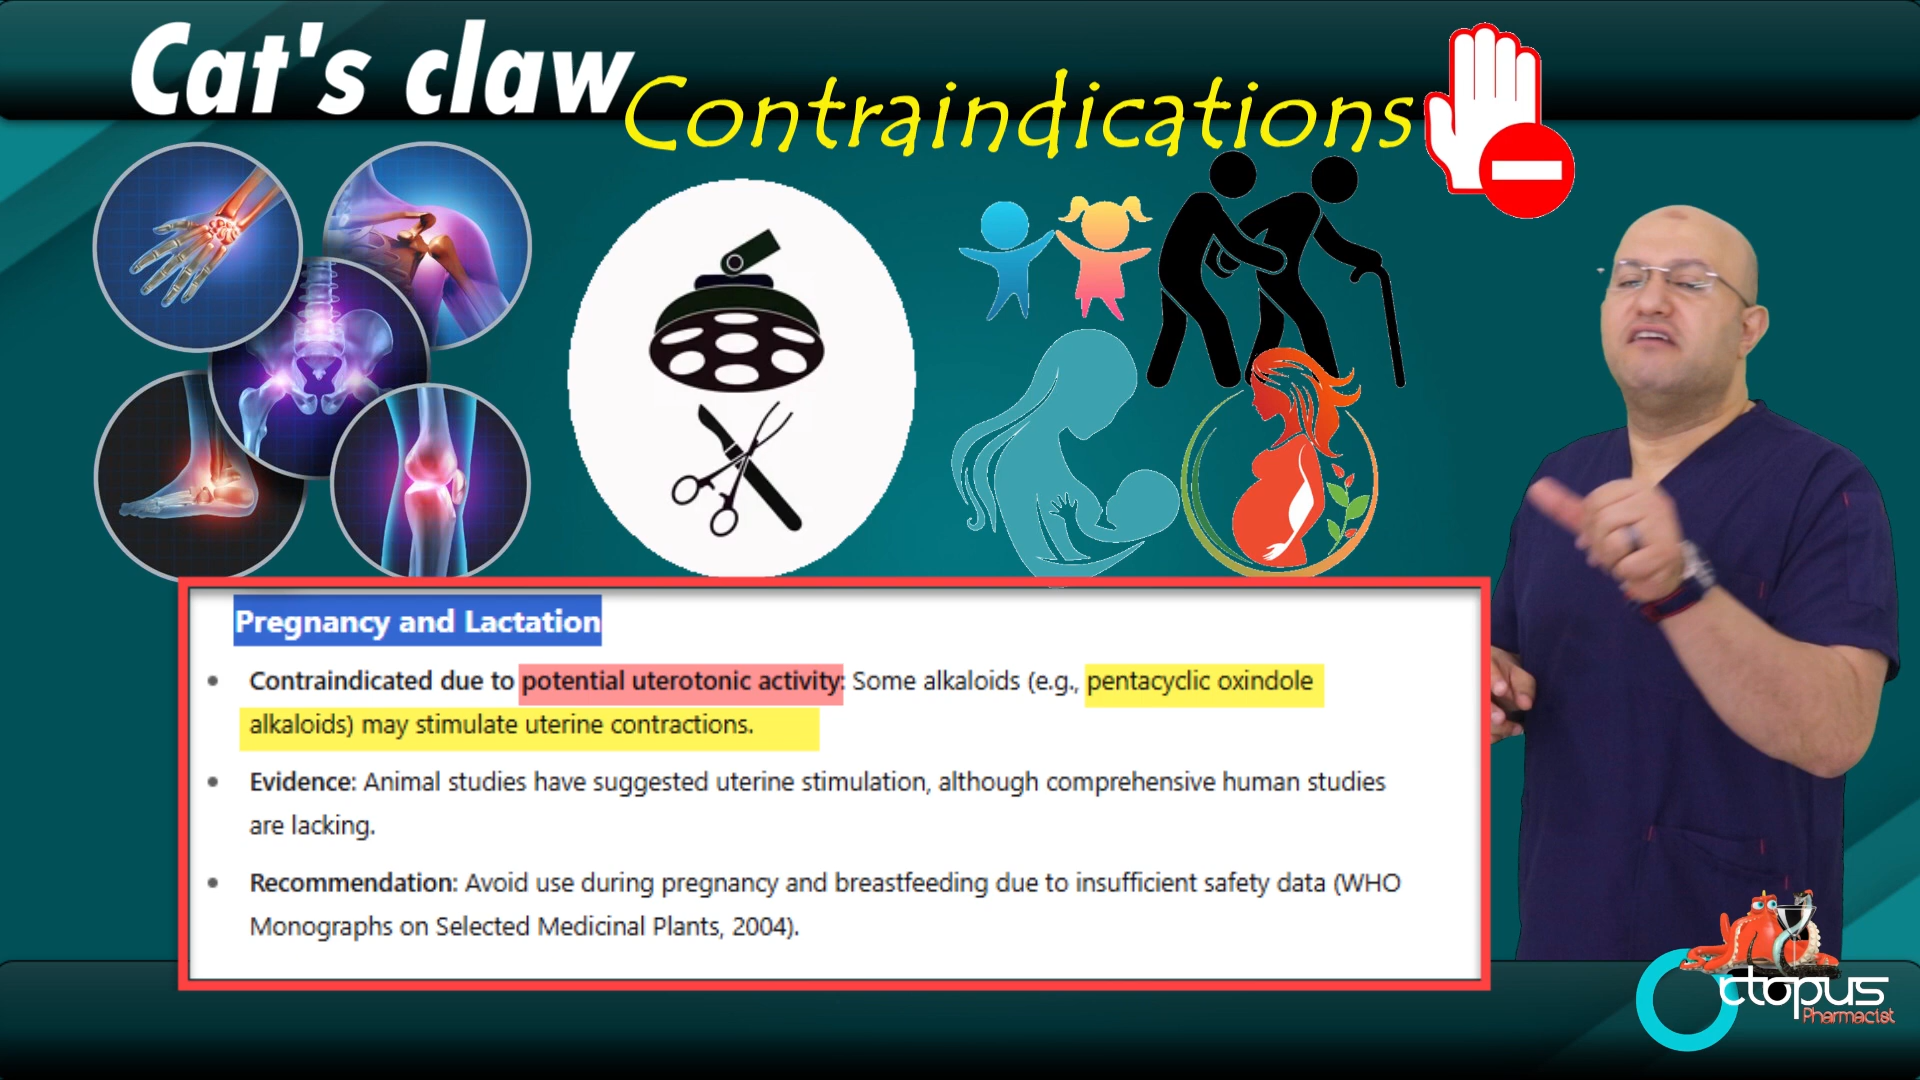 Cat's claw
Contraindications
Pregnancy and Lactation
• Contraindicated due to potential uterotonic activity: Some alkaloids (e.g., pentacyclic oxindole
alkaloids) may stimulate uterine contractions.
• Evidence: Animal studies have suggested uterine stimulation, although comprehensive human studies
are lacking.
• Recommendation: Avoid use during pregnancy and breastfeeding due to insufficient safety data (WHO
Monographs on Selected Medicinal Plants, 2004).
Octopus
Pharmacist